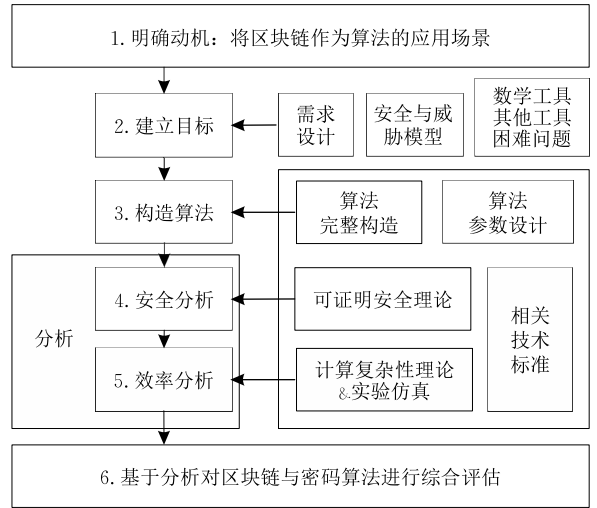 1.明确动机：将区块链作为算法的应用场景
2.建立目标
需求
设计
安全与威
胁模型
数学工具
其他工具
困难问题
3.构造算法
算法
完整构造
算法
参数设计
分析
4.安全分析
可证明安全理论
相关
技术
标准
5.效率分析
计算复杂性理论
&实验仿真
6.基于分析对区块链与密码算法进行综合评估